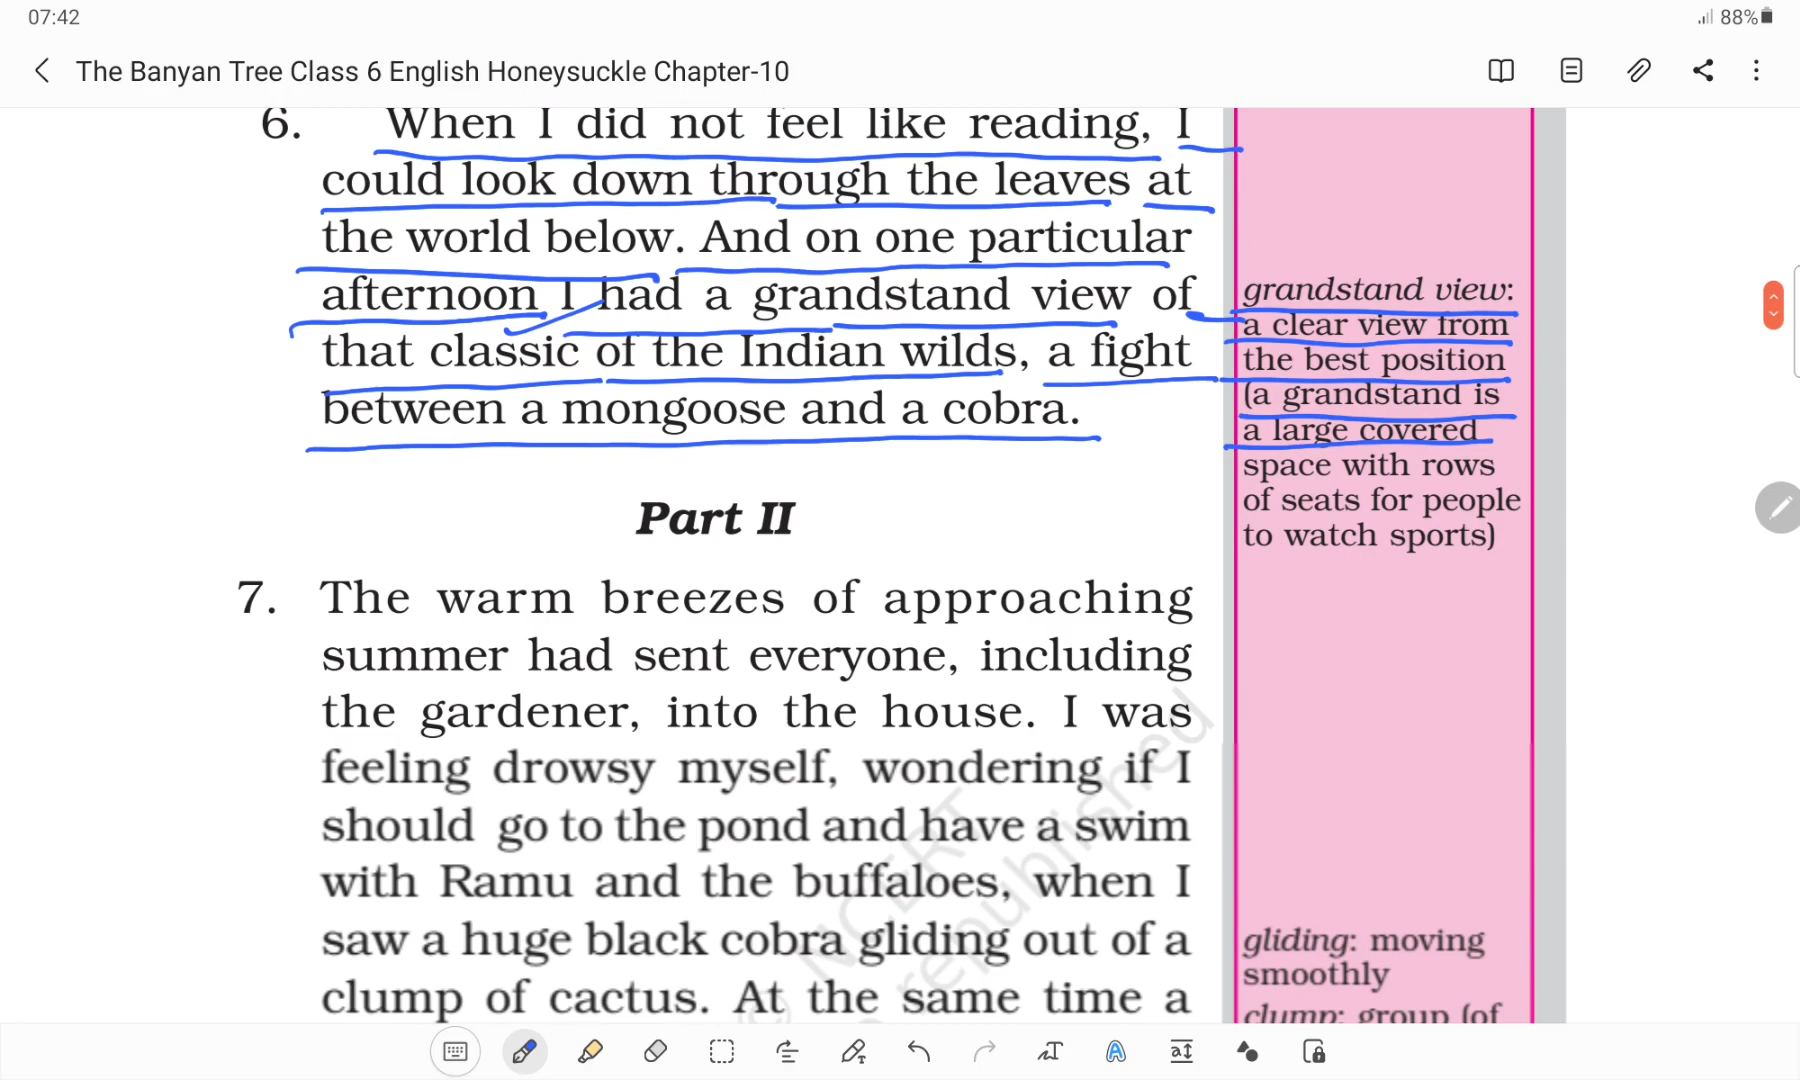 07:42
88%
The Banyan Tree Class 6 English Honeysuckle Chapter-10
6. When I did not feel like reading, I
could look down through the leaves at
the world below. And on one particular
afternoon I had a grandstand view of
that classic of the Indian wilds, a fight
between a mongoose and a cobra.
grandstand view:
a clear view from
the best position
(a grandstand is
a large covered
space with rows
of seats for people
to watch sports)
Part II
7. The warm breezes of approaching
summer had sent everyone, including
the gardener, into the house. I was
feeling drowsy myself, wondering if I
should go to the pond and have a swim
with Ramu and the buffaloes, when I
saw a huge black cobra gliding out of a
clump of cactus. At the same time a
gliding: moving
smoothly
clump: group (of
© NCERT
republished